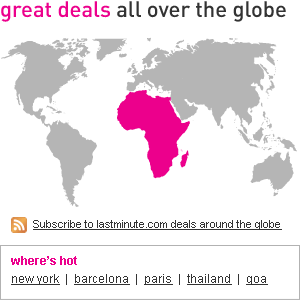 great deals all over the globe
Subscribe to lastminute.com deals around the globe
where's hot
new york | barcelona | paris | thailand | goa